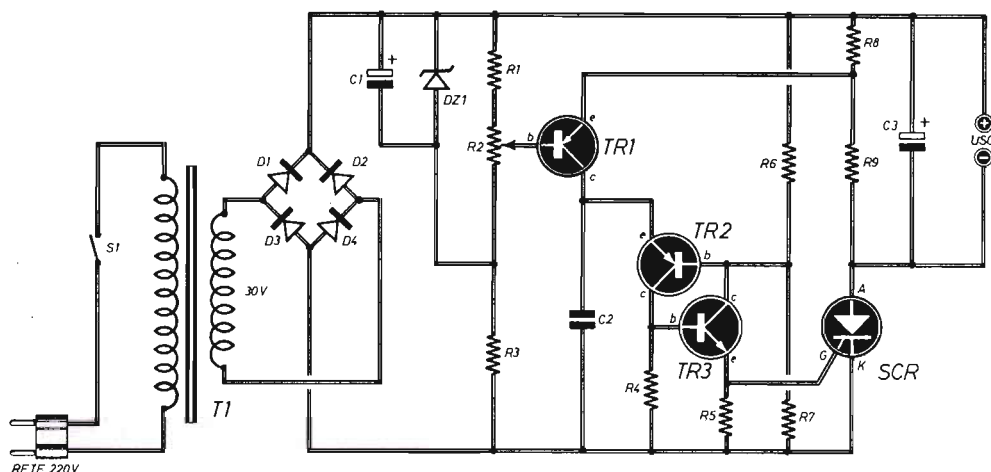 R8
C1
+
R1
DZ1
e
C3
+
b
R2
TR1
USC
D1
D2
R6
R9
c
S1
D3
D4
TR2
e
b
30V
A
c
c
C2
b
R3
G
K
e
TR3
SCR
R4
T1
R5
R7
RETE 220V